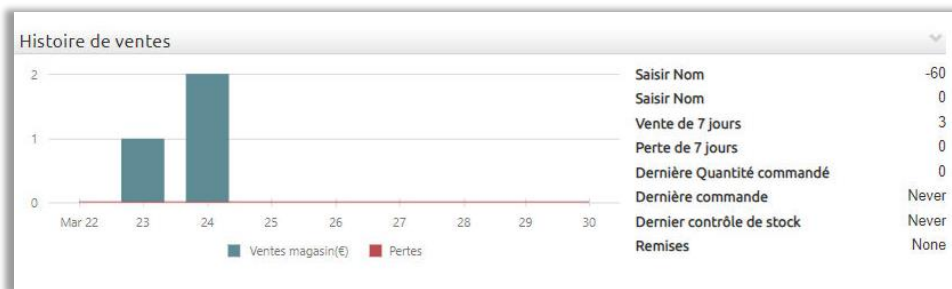 Histoire de ventes
2
1
0
Mar 22 23 24 25 26 27 28 29 30
Ventes magasin(€) Pertes
Saisir Nom -60
Saisir Nom 0
Vente de 7 jours 3
Perte de 7 jours 0
Dernière Quantité commandé 0
Dernière commande Never
Dernier contrôle de stock Never
Remises None